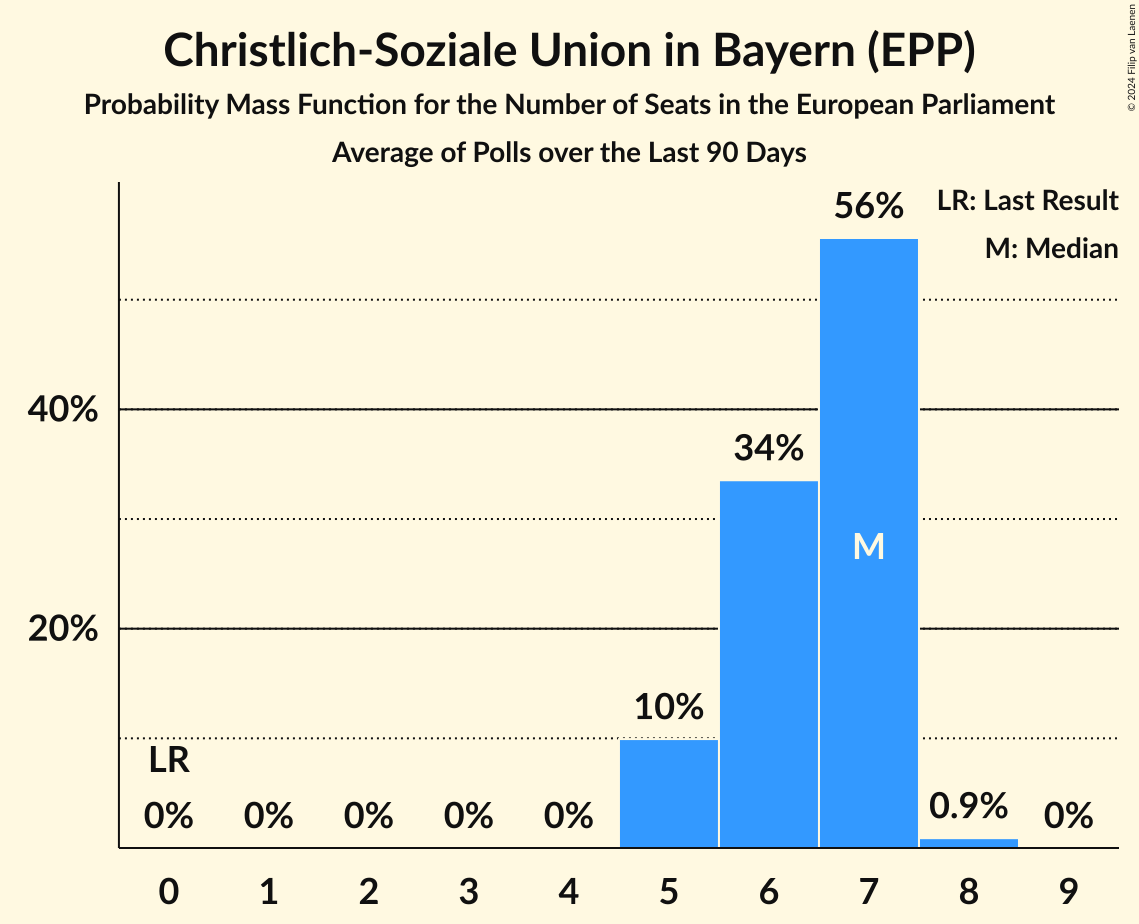 Christlich-Soziale Union in Bayern (EPP)
Probability Mass Function for the Number of Seats in the European Parliament
Average of Polls over the Last 90 Days
© 2024 Filip van Laenen
LR: Last Result
M: Median
56%
40%
34%
M
20%
10%
LR
0% 0% 0% 0% 0% 0.9% 0%
0 1 2 3 4 5 6 7 8 9